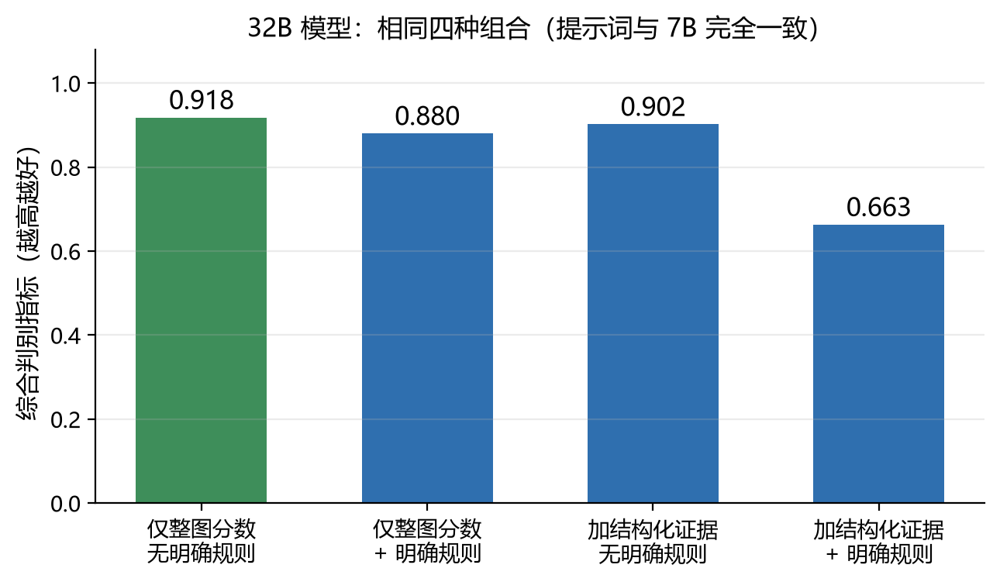 32B 模型：相同四种组合（提示词与 7B 完全一致）
综合判别指标（越高越好）
1.0
0.8
0.6
0.4
0.2
0.0
0.918
0.880
0.902
0.663
仅整图分数
无明确规则
仅整图分数
+ 明确规则
加结构化证据
无明确规则
加结构化证据
+ 明确规则